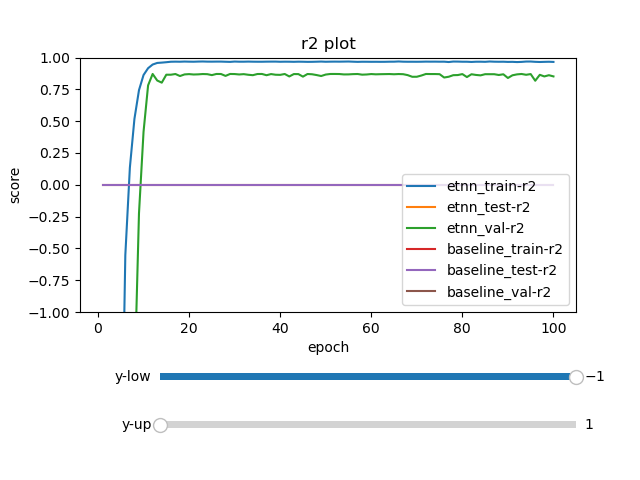 r2 plot
1.00
0.75
0.50
0.25
0.00
−0.25
−0.50
−0.75
−1.00
score
etnn_train-r2
etnn_test-r2
etnn_val-r2
baseline_train-r2
baseline_test-r2
baseline_val-r2
0 20 40 60 80 100
epoch
y-low −1
y-up 1